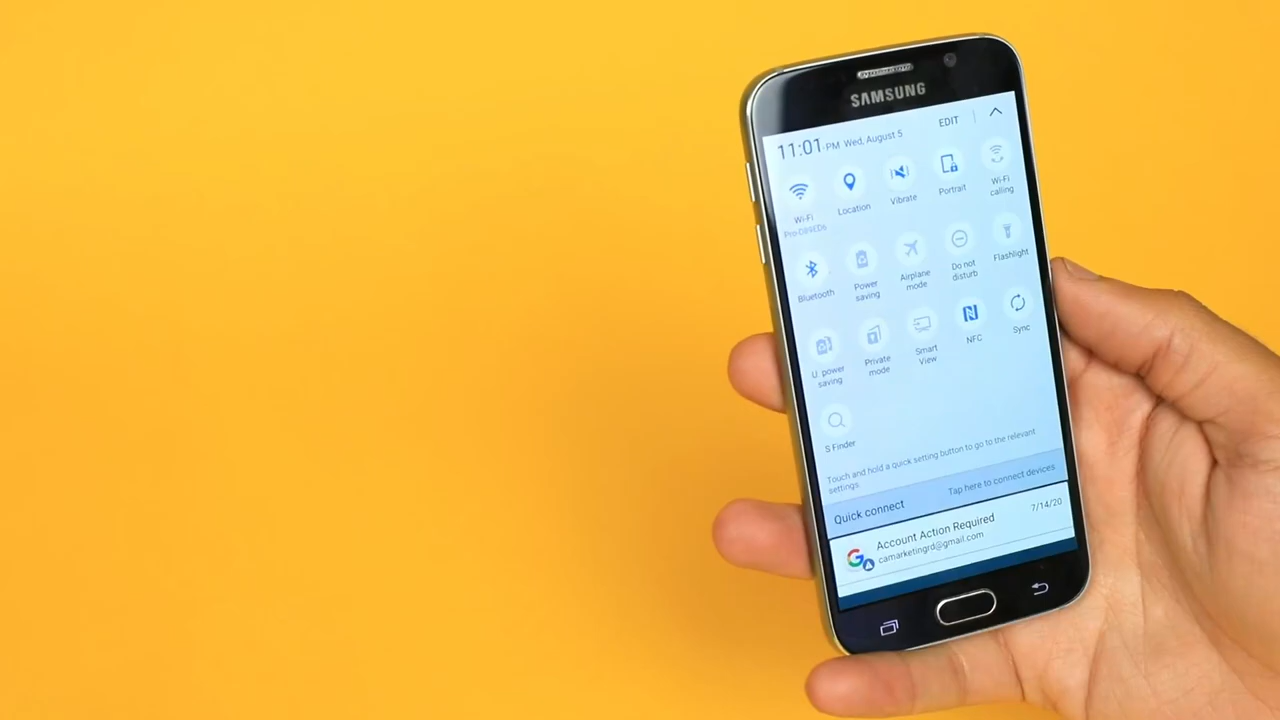 SAMSUNG
11:01 PM Wed, August 5 EDIT
Wi-Fi
Pro-D89ED6
Location
Vibrate
Portrait
Wi-Fi
calling
Bluetooth
Power
saving
Airplane
mode
Do not
disturb
Flashlight
U. power
saving
Private
mode
Smart
View
NFC
Sync
S Finder
Touch and hold a quick setting button to go to the relevant
settings.
Quick connect Tap here to connect devices
Account Action Required 7/14/20
camarketingrd@gmail.com